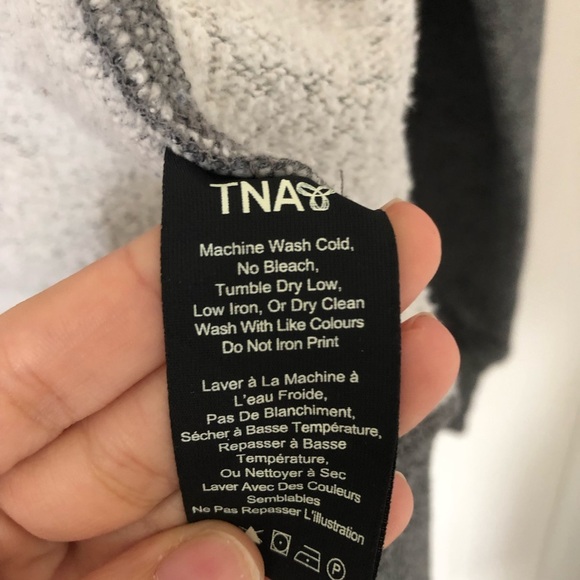 TNA
Machine Wash Cold,
No Bleach,
Tumble Dry Low,
Low Iron, Or Dry Clean
Wash With Like Colours
Do Not Iron Print
Laver à La Machine à
L'eau Froide,
Pas De Blanchiment,
Sécher à Basse Température,
Repasser à Basse
Température,
Ou Nettoyer à Sec
Laver Avec Des Couleurs
Semblables
Ne Pas Repasser L'illustration
P